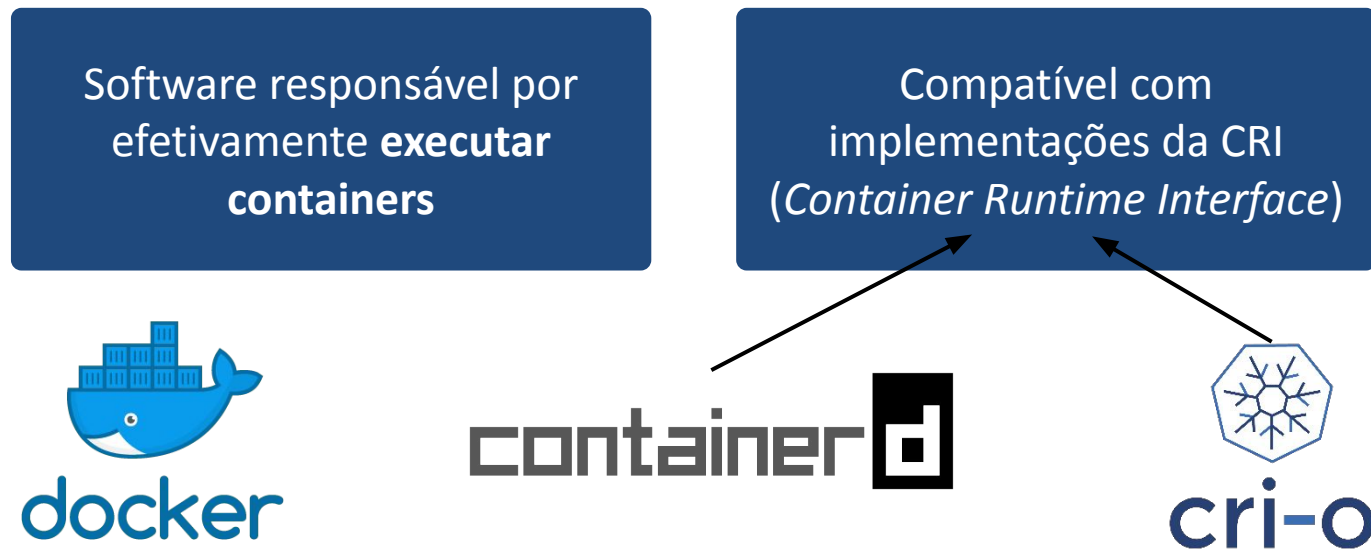 Software responsável por
efetivamente executar
containers
Compatível com
implementações da CRI
(Container Runtime Interface)
docker
containerd
cri-o